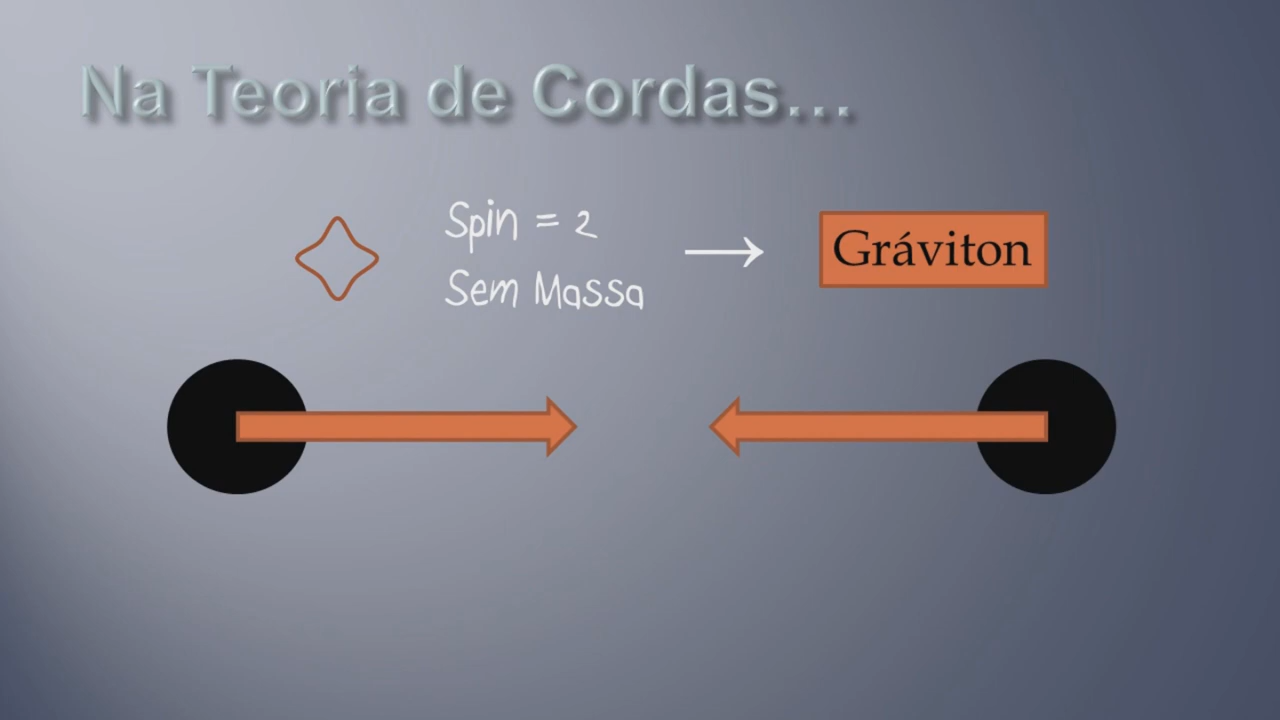 Na Teoria de Cordas...
Spin = 2
Sem Massa
→
Gráviton